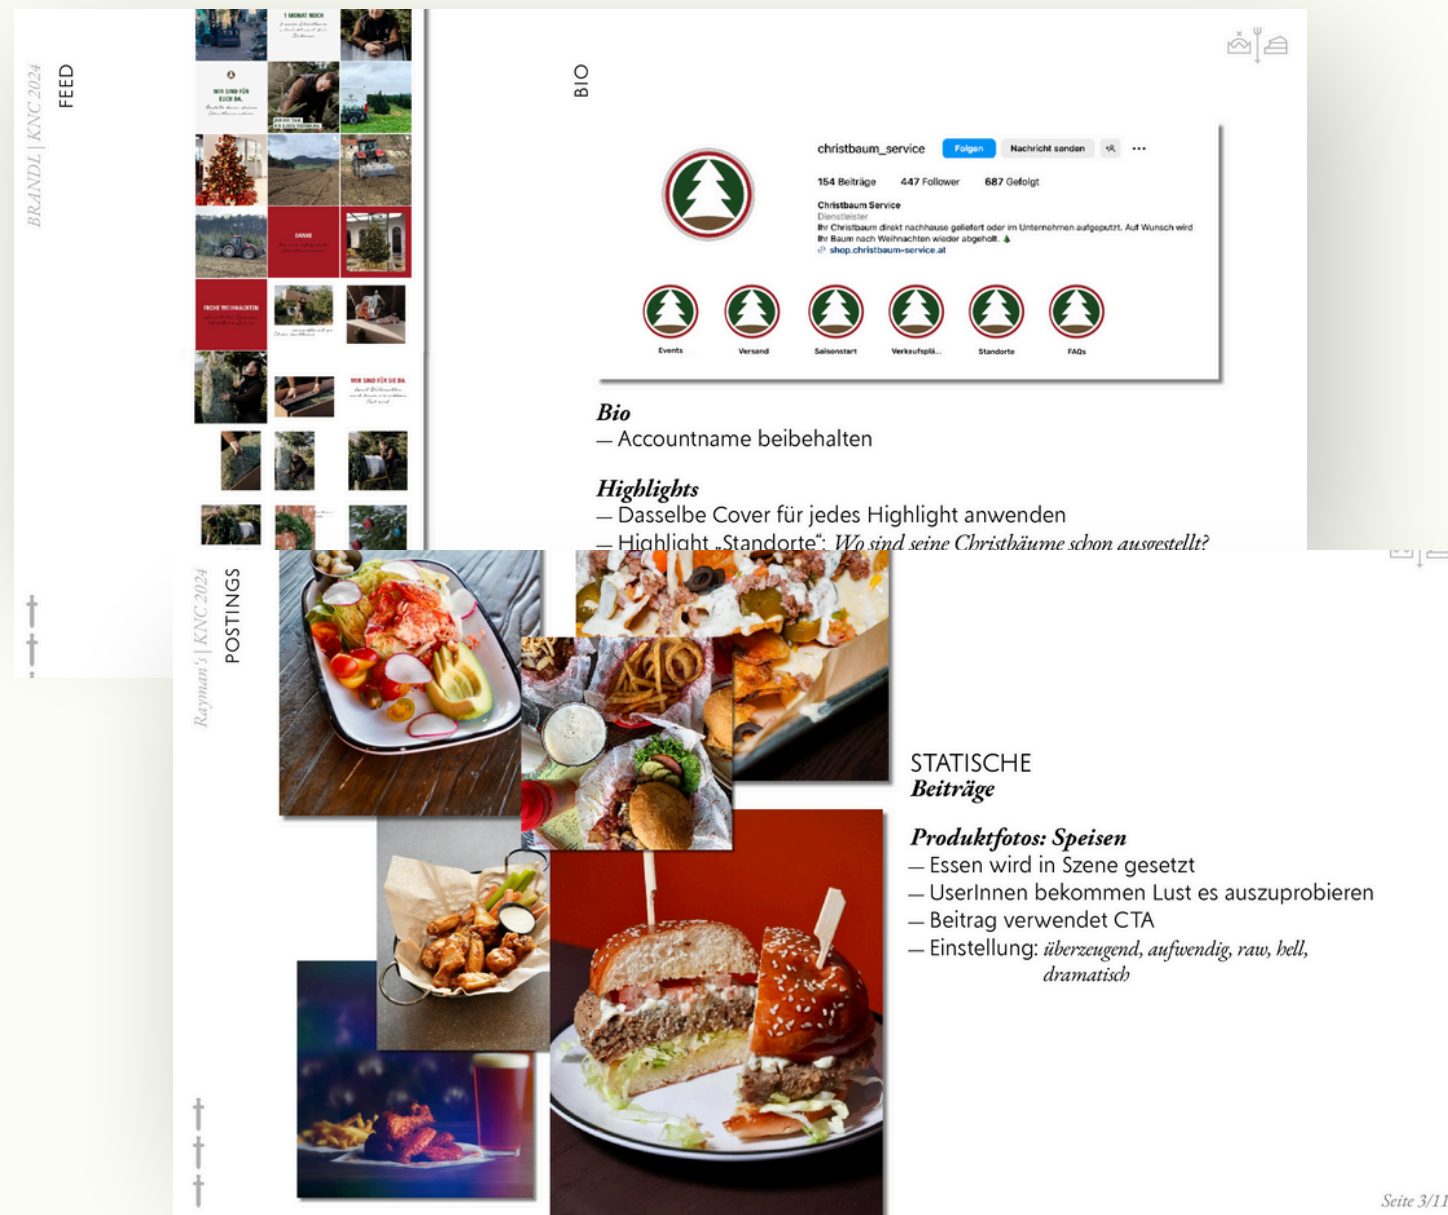 BRANDL | KNC 2024
FEED
1 MONAT NOCH
WIR SIND FÜR
EUCH DA.
DANKE
FROHE WEIHNACHTEN
WIR SIND FÜR SIE DA
BIO
christbaum_service
Folgen
Nachricht senden
154 Beiträge
447 Follower
687 Gefolgt
Christbaum Service
Dienstleister
Ihr Christbaum direkt nachhause geliefert oder im Unternehmen aufgeputzt. Auf Wunsch wird
Ihr Baum nach Weihnachten wieder abgeholt. 🎄
shop.christbaum-service.at
Events
Versand
Saisonstart
Verkaufsplä...
Standorte
FAQs
Bio
— Accountname beibehalten
Highlights
— Dasselbe Cover für jedes Highlight anwenden
— Highlight „Standorte“: Wo sind seine Christbäume schon ausgestellt?
Rayman's | KNC 2024
POSTINGS
STATISCHE
Beiträge
Produktfotos: Speisen
— Essen wird in Szene gesetzt
— UserInnen bekommen Lust es auszuprobieren
— Beitrag verwendet CTA
— Einstellung: überzeugend, aufwendig, raw, hell,
dramatisch
Seite 3/11